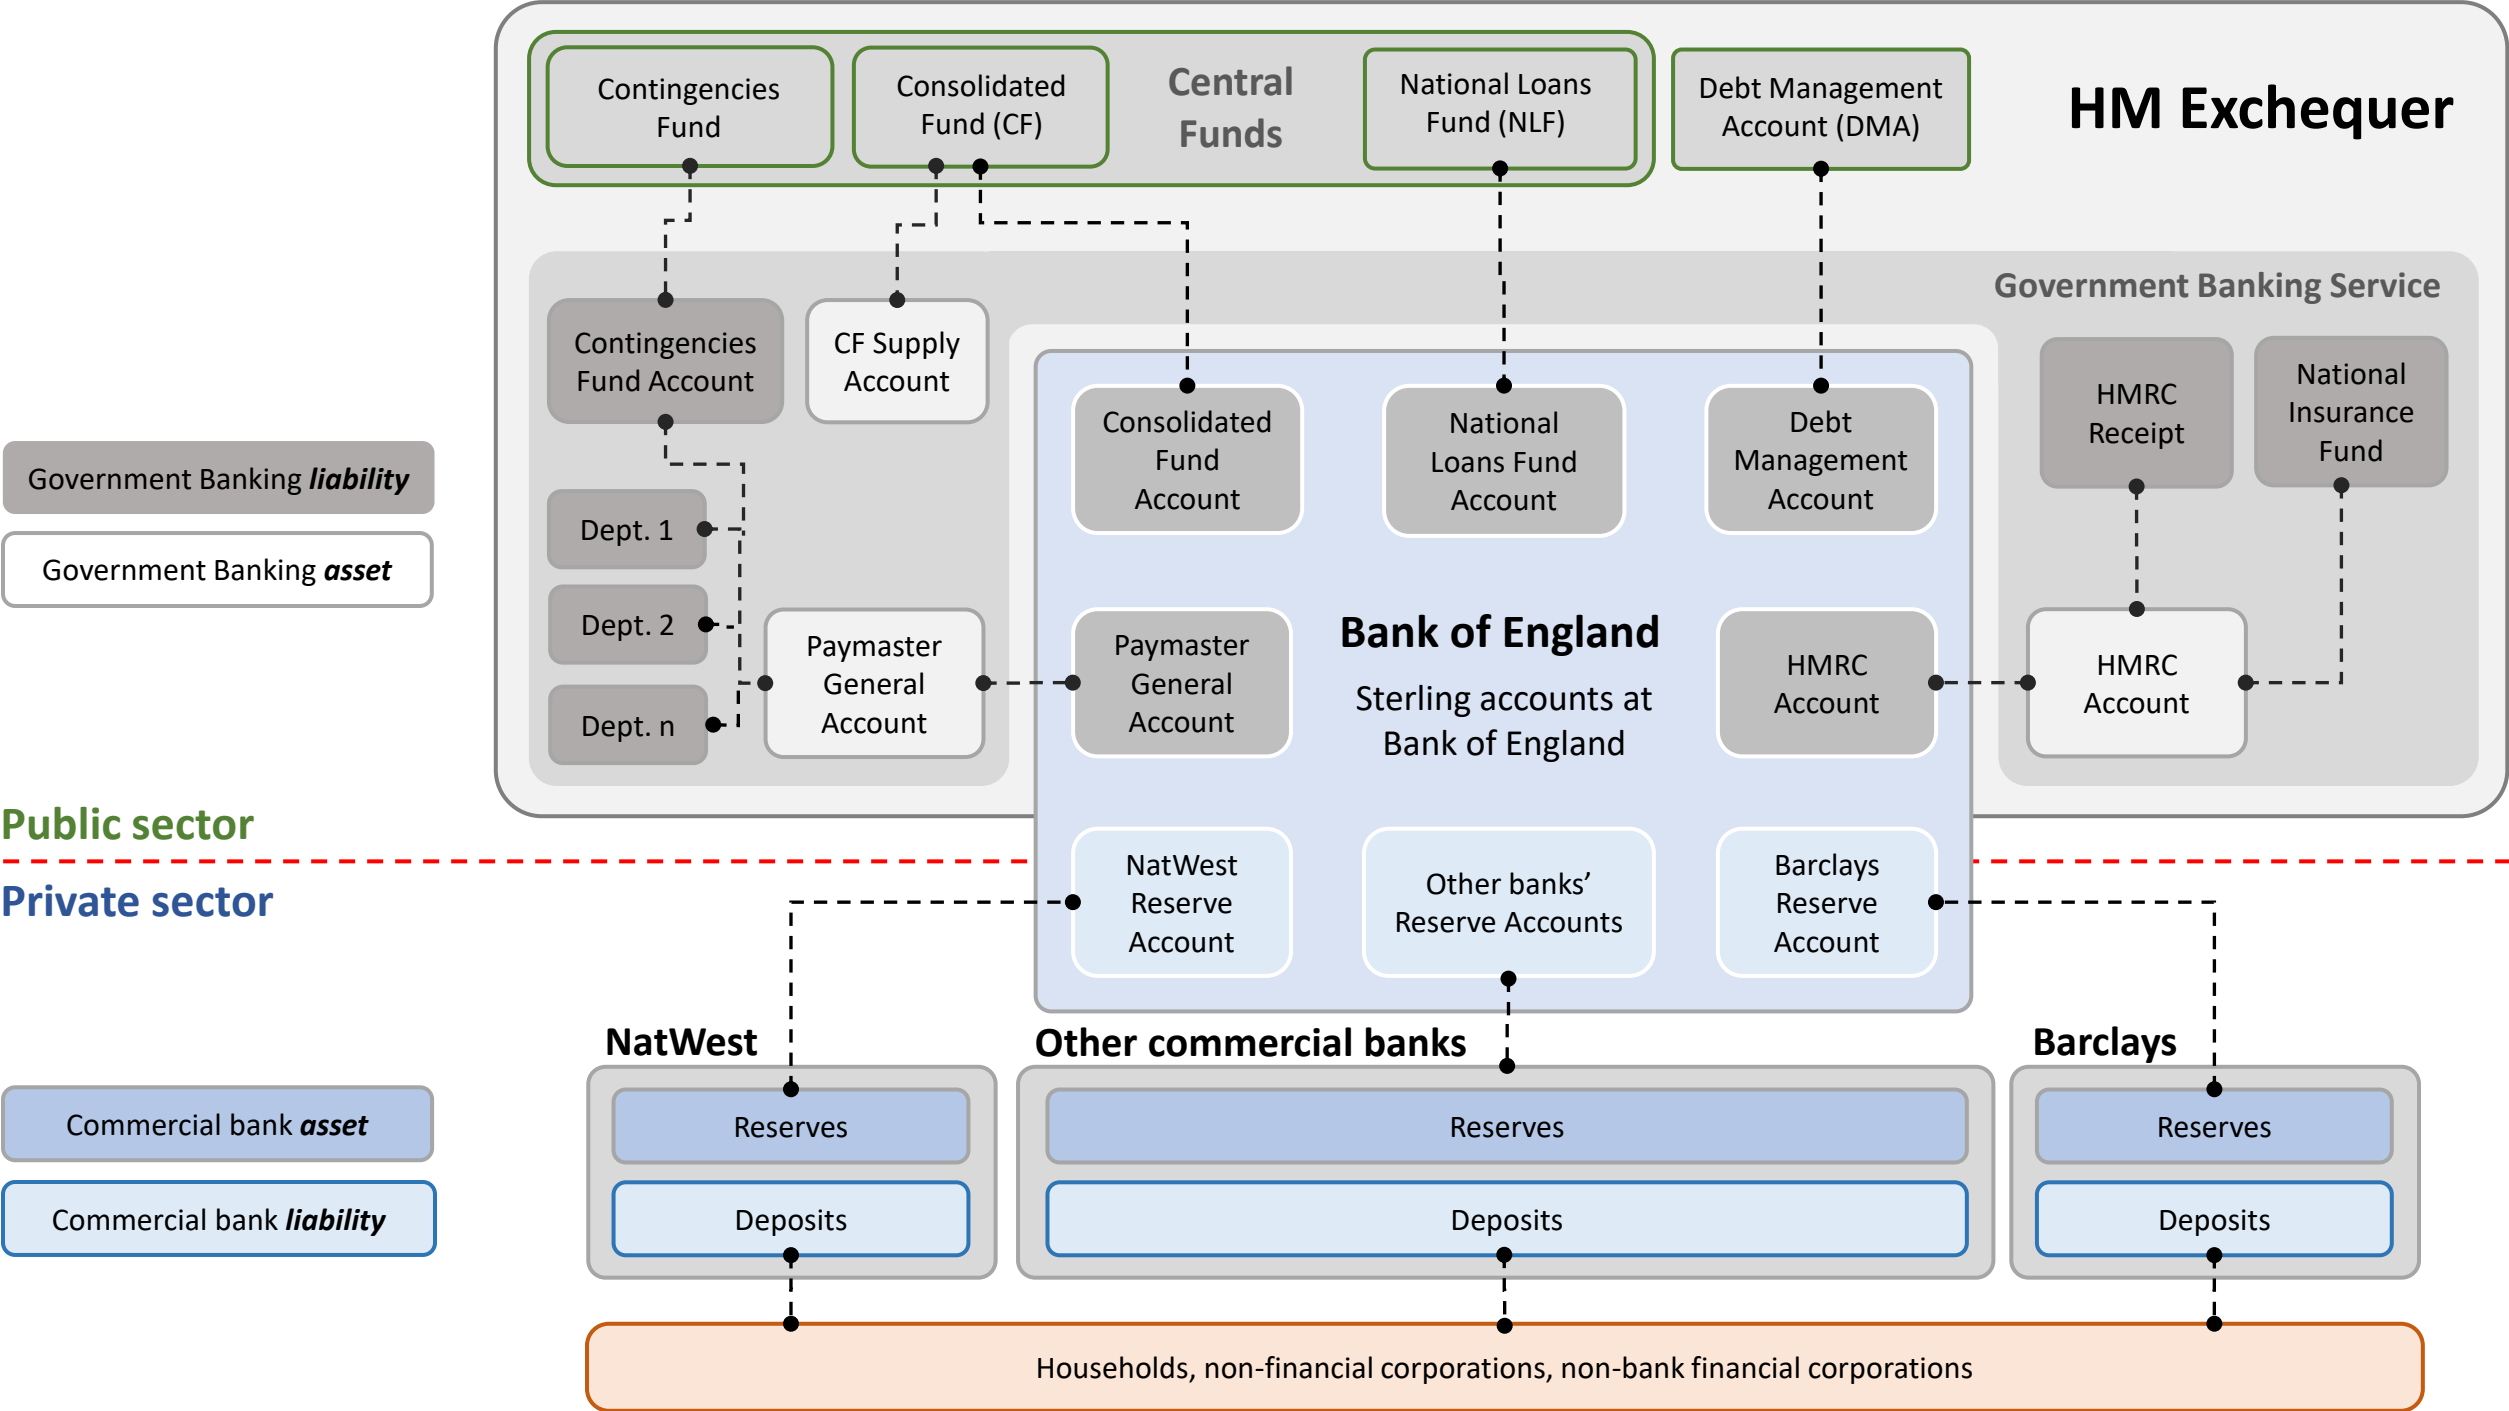 Contingencies
Fund
Consolidated
Fund (CF)
Central
Funds
National Loans
Fund (NLF)
Debt Management
Account (DMA)
HM Exchequer
Government Banking Service
Contingencies
Fund Account
CF Supply
Account
Consolidated
Fund
Account
National
Loans Fund
Account
Debt
Management
Account
HMRC
Receipt
National
Insurance
Fund
Government Banking liability
Government Banking asset
Dept. 1
Dept. 2
Dept. n
Paymaster
General
Account
Paymaster
General
Account
Bank of England
Sterling accounts at
Bank of England
HMRC
Account
HMRC
Account
Public sector
Private sector
NatWest
Reserve
Account
Other banks’
Reserve Accounts
Barclays
Reserve
Account
NatWest
Other commercial banks
Barclays
Commercial bank asset
Commercial bank liability
Reserves
Reserves
Reserves
Deposits
Deposits
Deposits
Households, non-financial corporations, non-bank financial corporations